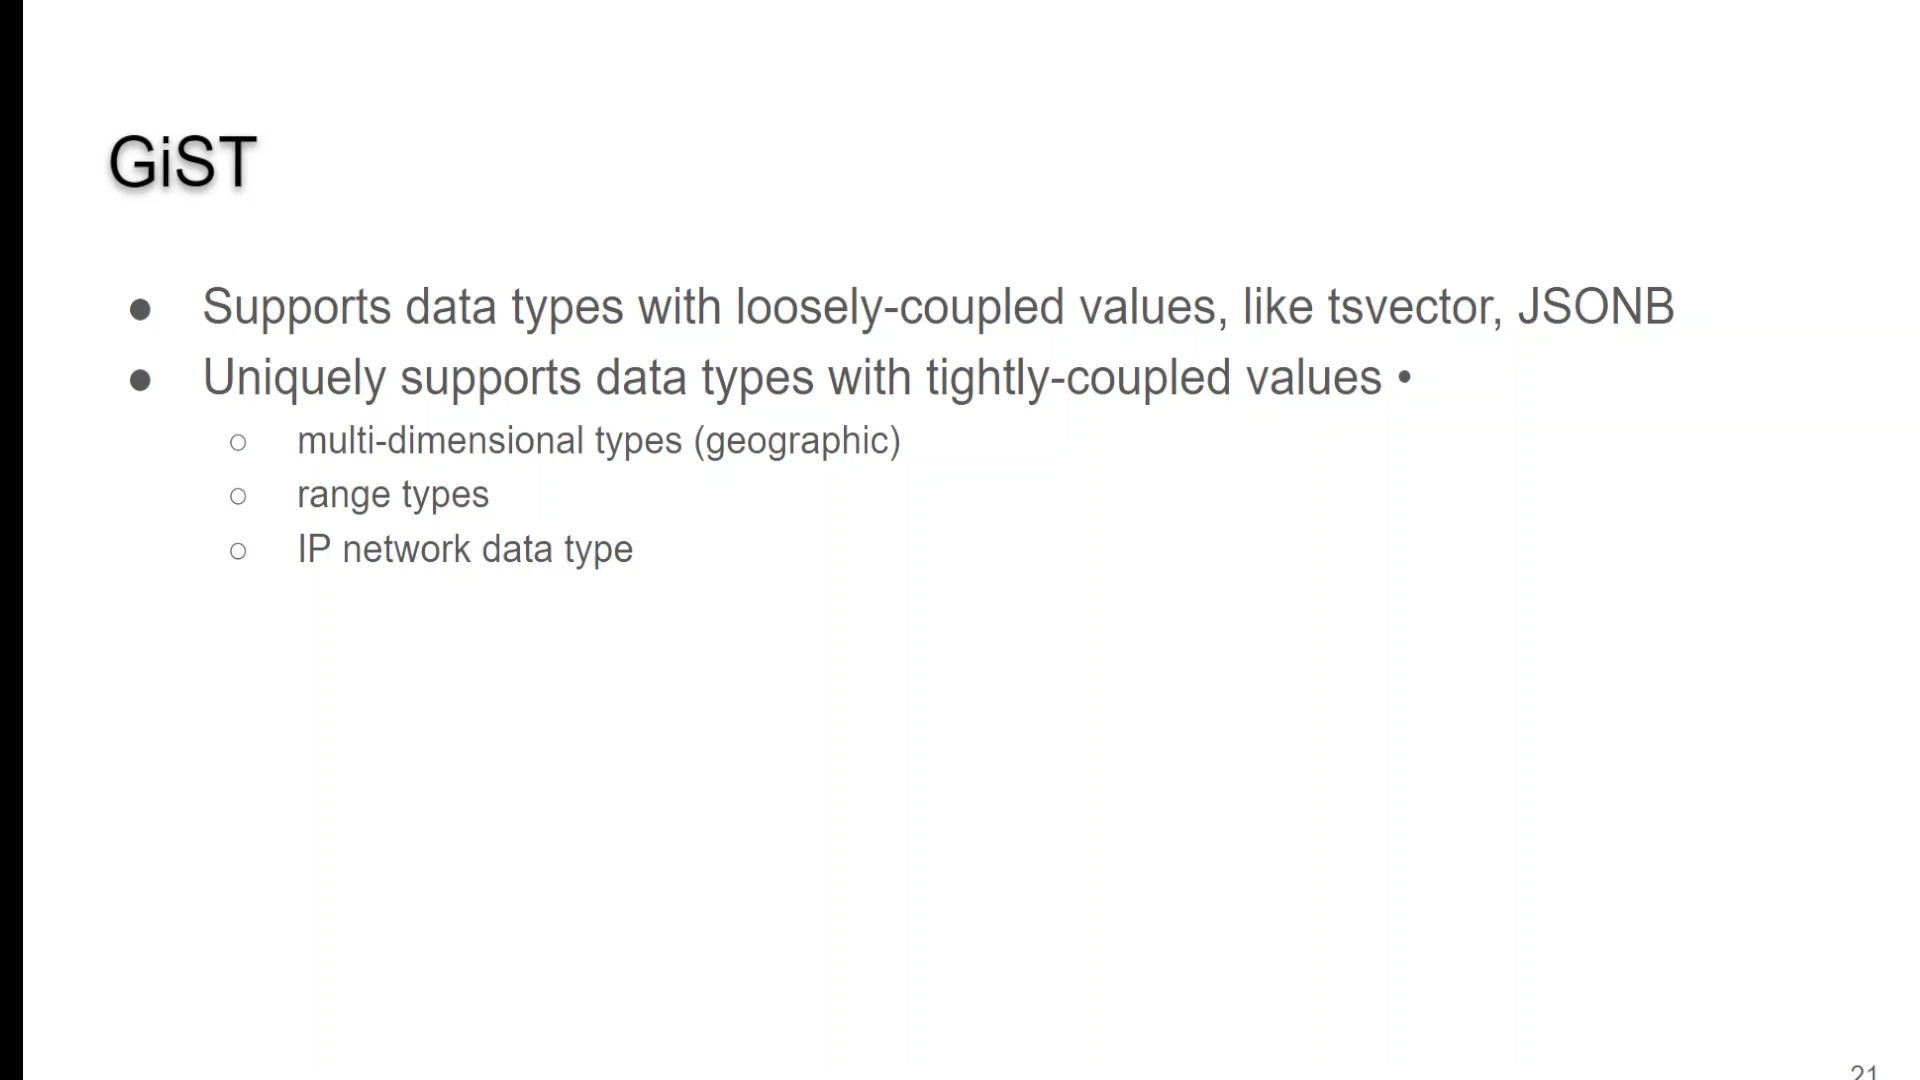 GiST
● Supports data types with loosely-coupled values, like tsvector, JSONB
● Uniquely supports data types with tightly-coupled values •
○ multi-dimensional types (geographic)
○ range types
○ IP network data type
21